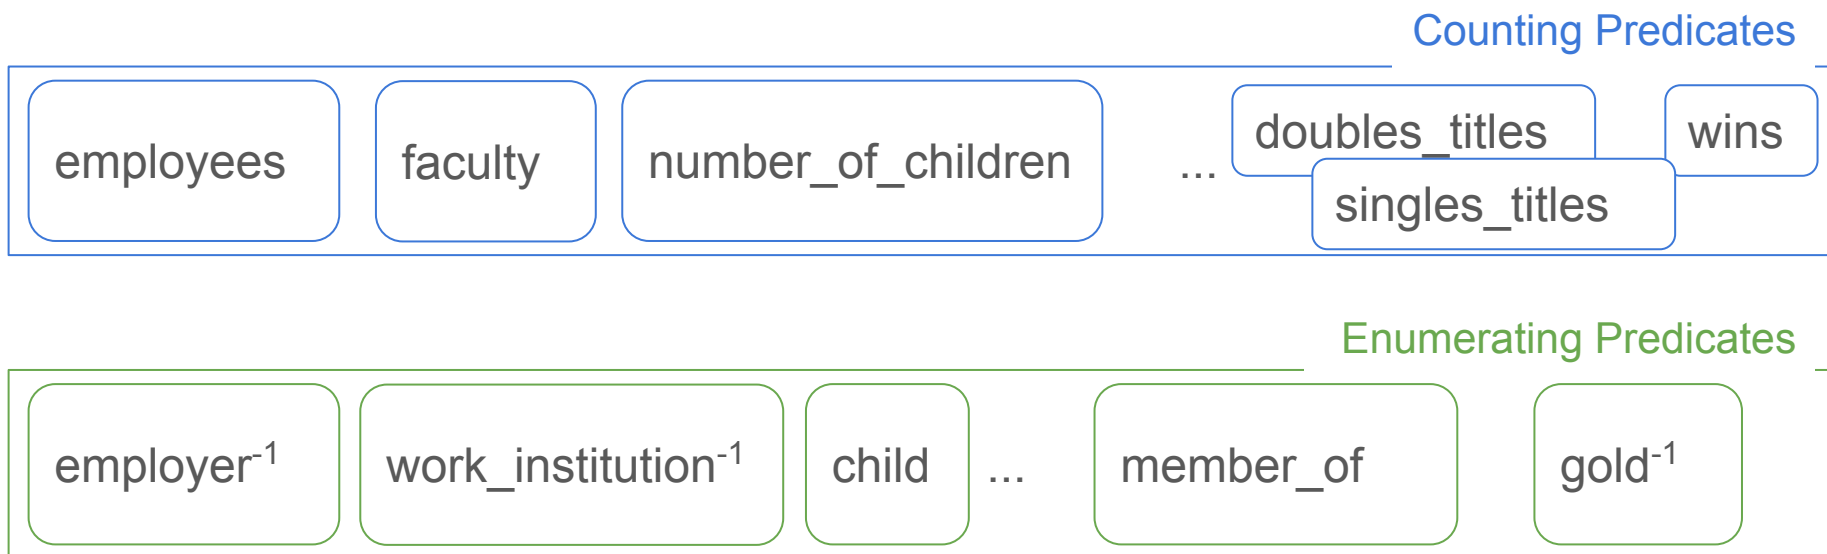 Counting Predicates
employees faculty number_of_children ... doubles_titles wins
singles_titles
Enumerating Predicates
employer⁻¹ work_institution⁻¹ child ... member_of gold⁻¹